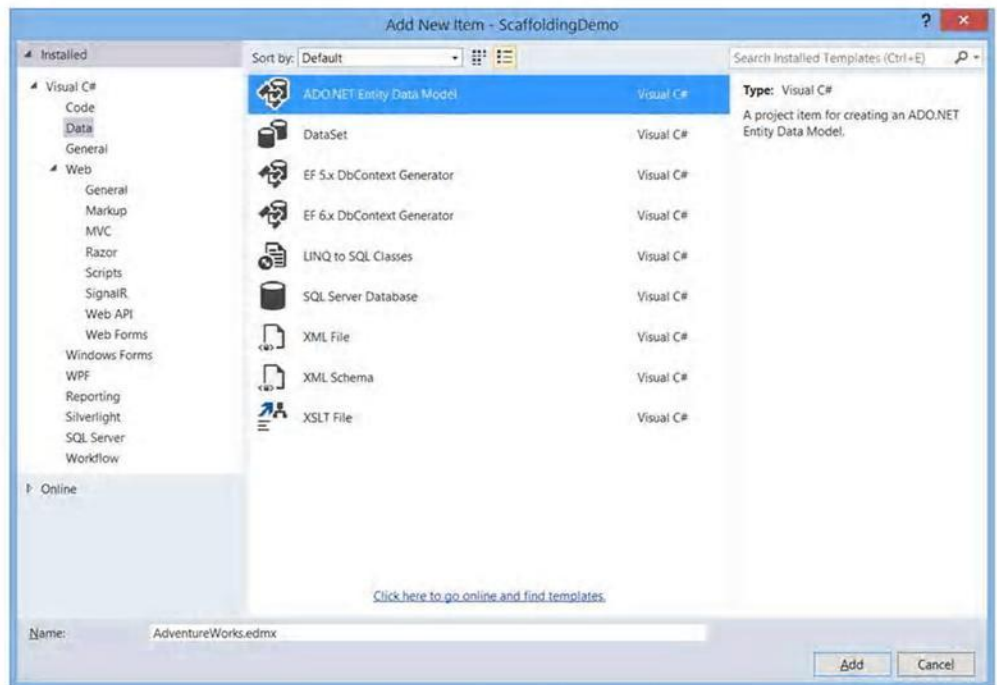 Add New Item - ScaffoldingDemo
?
Installed
Sort by: Default
Search Installed Templates (Ctrl+E)
Visual C#
Code
Data
General
Web
General
Markup
MVC
Razor
Scripts
SignalR
Web API
Web Forms
Windows Forms
WPF
Reporting
Silverlight
SQL Server
Workflow
Online
ADO.NET Entity Data Model Visual C#
DataSet Visual C#
EF 5.x DbContext Generator Visual C#
EF 6.x DbContext Generator Visual C#
LINQ to SQL Classes Visual C#
SQL Server Database Visual C#
XML File Visual C#
XML Schema Visual C#
XSLT File Visual C#
Click here to go online and find templates.
Type: Visual C#
A project item for creating an ADO.NET
Entity Data Model.
Name: AdventureWorks.edmx
Add Cancel